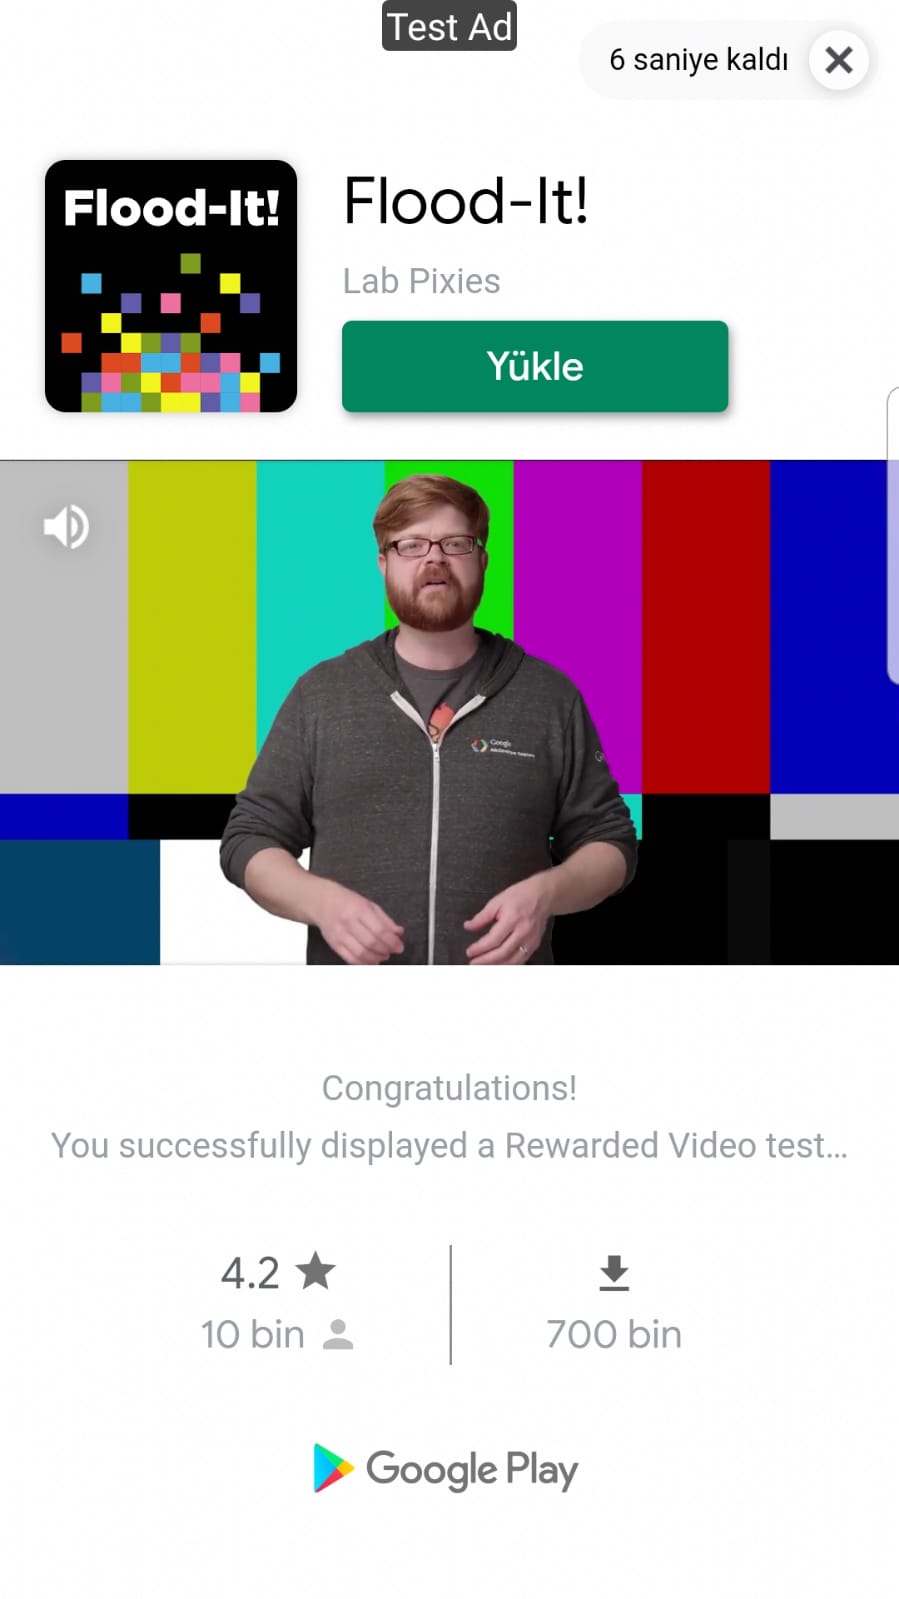 Test Ad
6 saniye kaldı
Flood-It!
Flood-It!
Lab Pixies
Yükle
Google
Congratulations!
You successfully displayed a Rewarded Video test...
4.2
10 bin
700 bin
Google Play